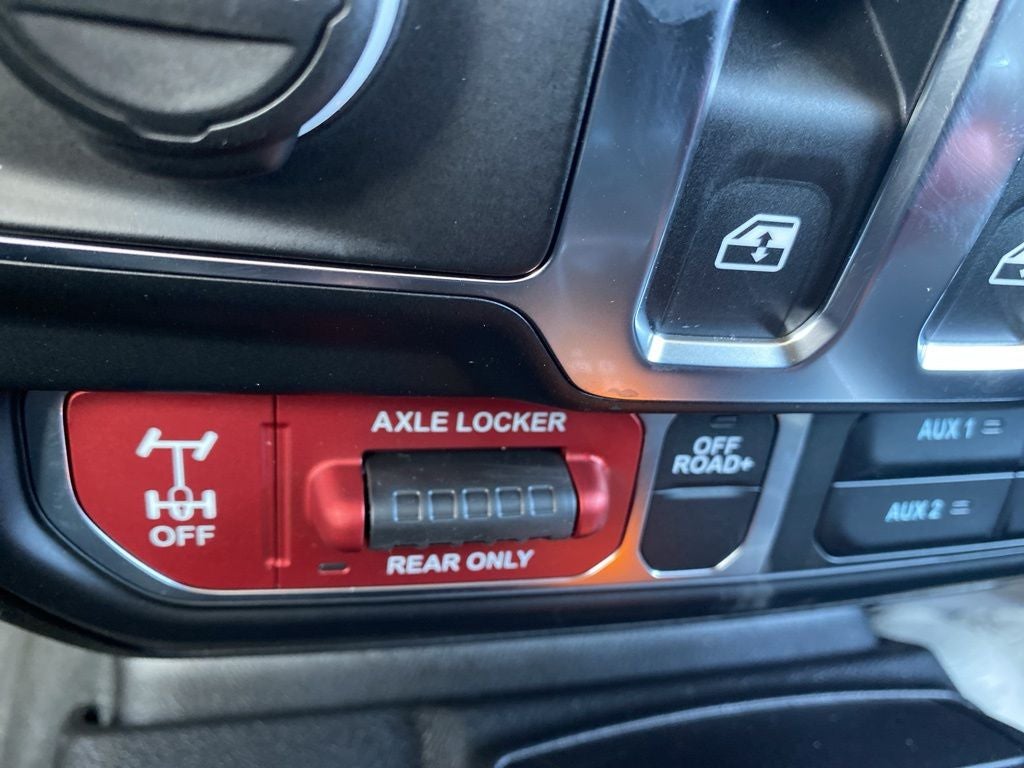 AXLE LOCKER
OFF
REAR ONLY
OFF
ROAD+
AUX 1
AUX 2